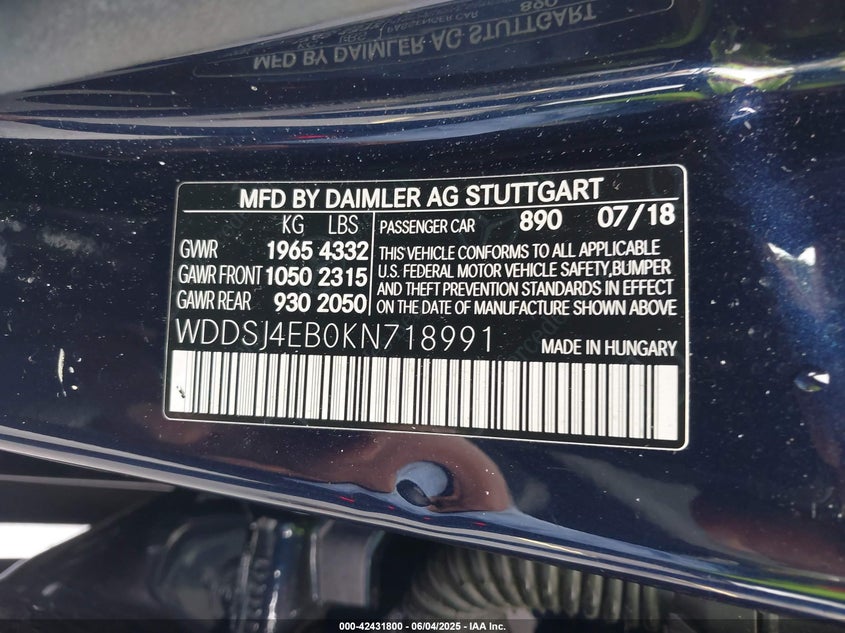 MFD BY DAIMLER AG STUTTGART
KG LBS
GVWR 1965 4332
GAWR FRONT 1050 2315
GAWR REAR 930 2050
PASSENGER CAR 890 07/18
THIS VEHICLE CONFORMS TO ALL APPLICABLE
U.S. FEDERAL MOTOR VEHICLE SAFETY,BUMPER
AND THEFT PREVENTION STANDARDS IN EFFECT
ON THE DATE OF MANUFACTURE SHOWN ABOVE
WDDSJ4EB0KN718991
MADE IN HUNGARY
000-42431800 - 06/04/2025 - IAA Inc.